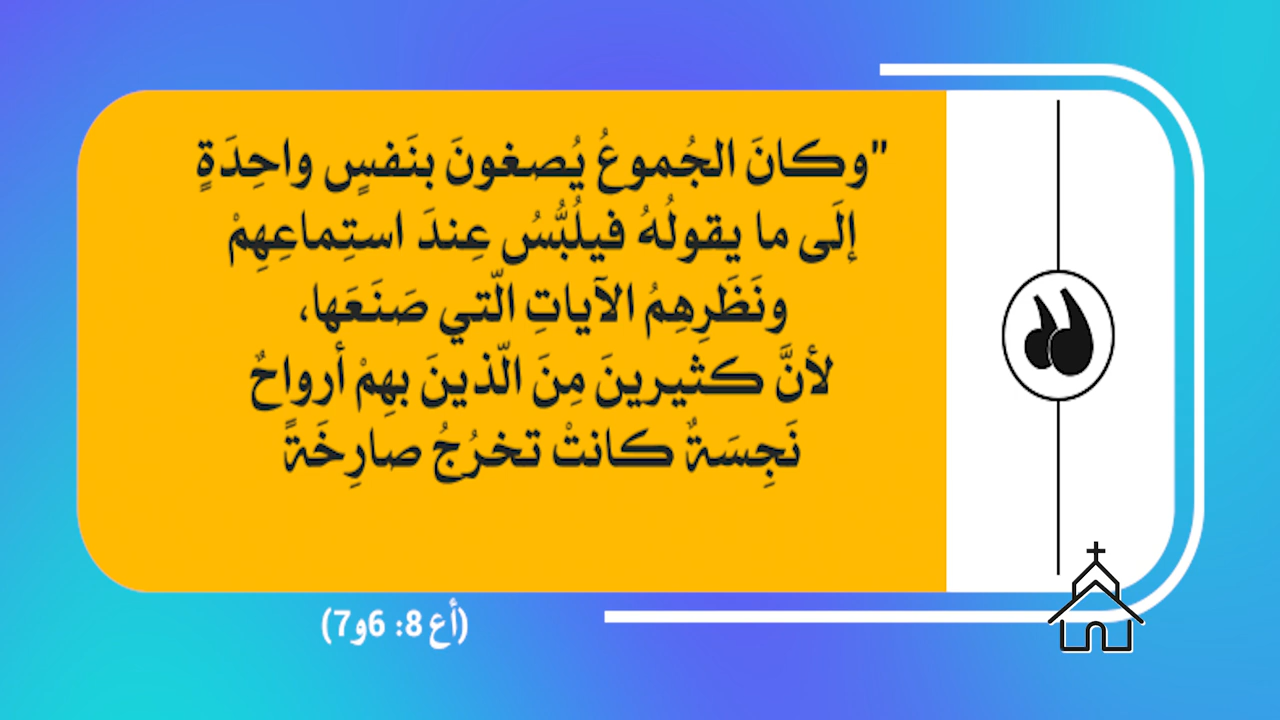 "وكانَ الجُموعُ يُصغونَ بنَفسٍ واحِدَةٍ
إلَى ما يقولُهُ فيلُبُّسُ عِندَ استِماعِهِمْ
ونَظَرِهِمُ الآياتِ الّتي صَنَعَها،
لأنَّ كثيرينَ مِنَ الّذينَ بهِمْ أرواحٌ
نَجِسَةٌ كانتْ تخرُجُ صارِخَةً
(أع 8: 6و7)